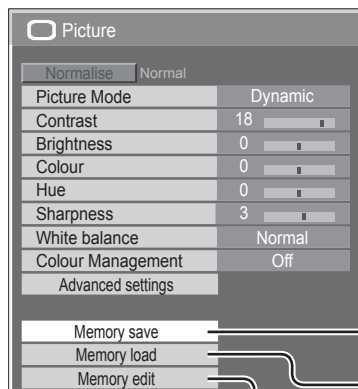 Picture
Normalise Normal
Picture Mode Dynamic
Contrast 18
Brightness 0
Colour 0
Hue 0
Sharpness 3
White balance Normal
Colour Management Off
Advanced settings
Memory save
Memory load
Memory edit